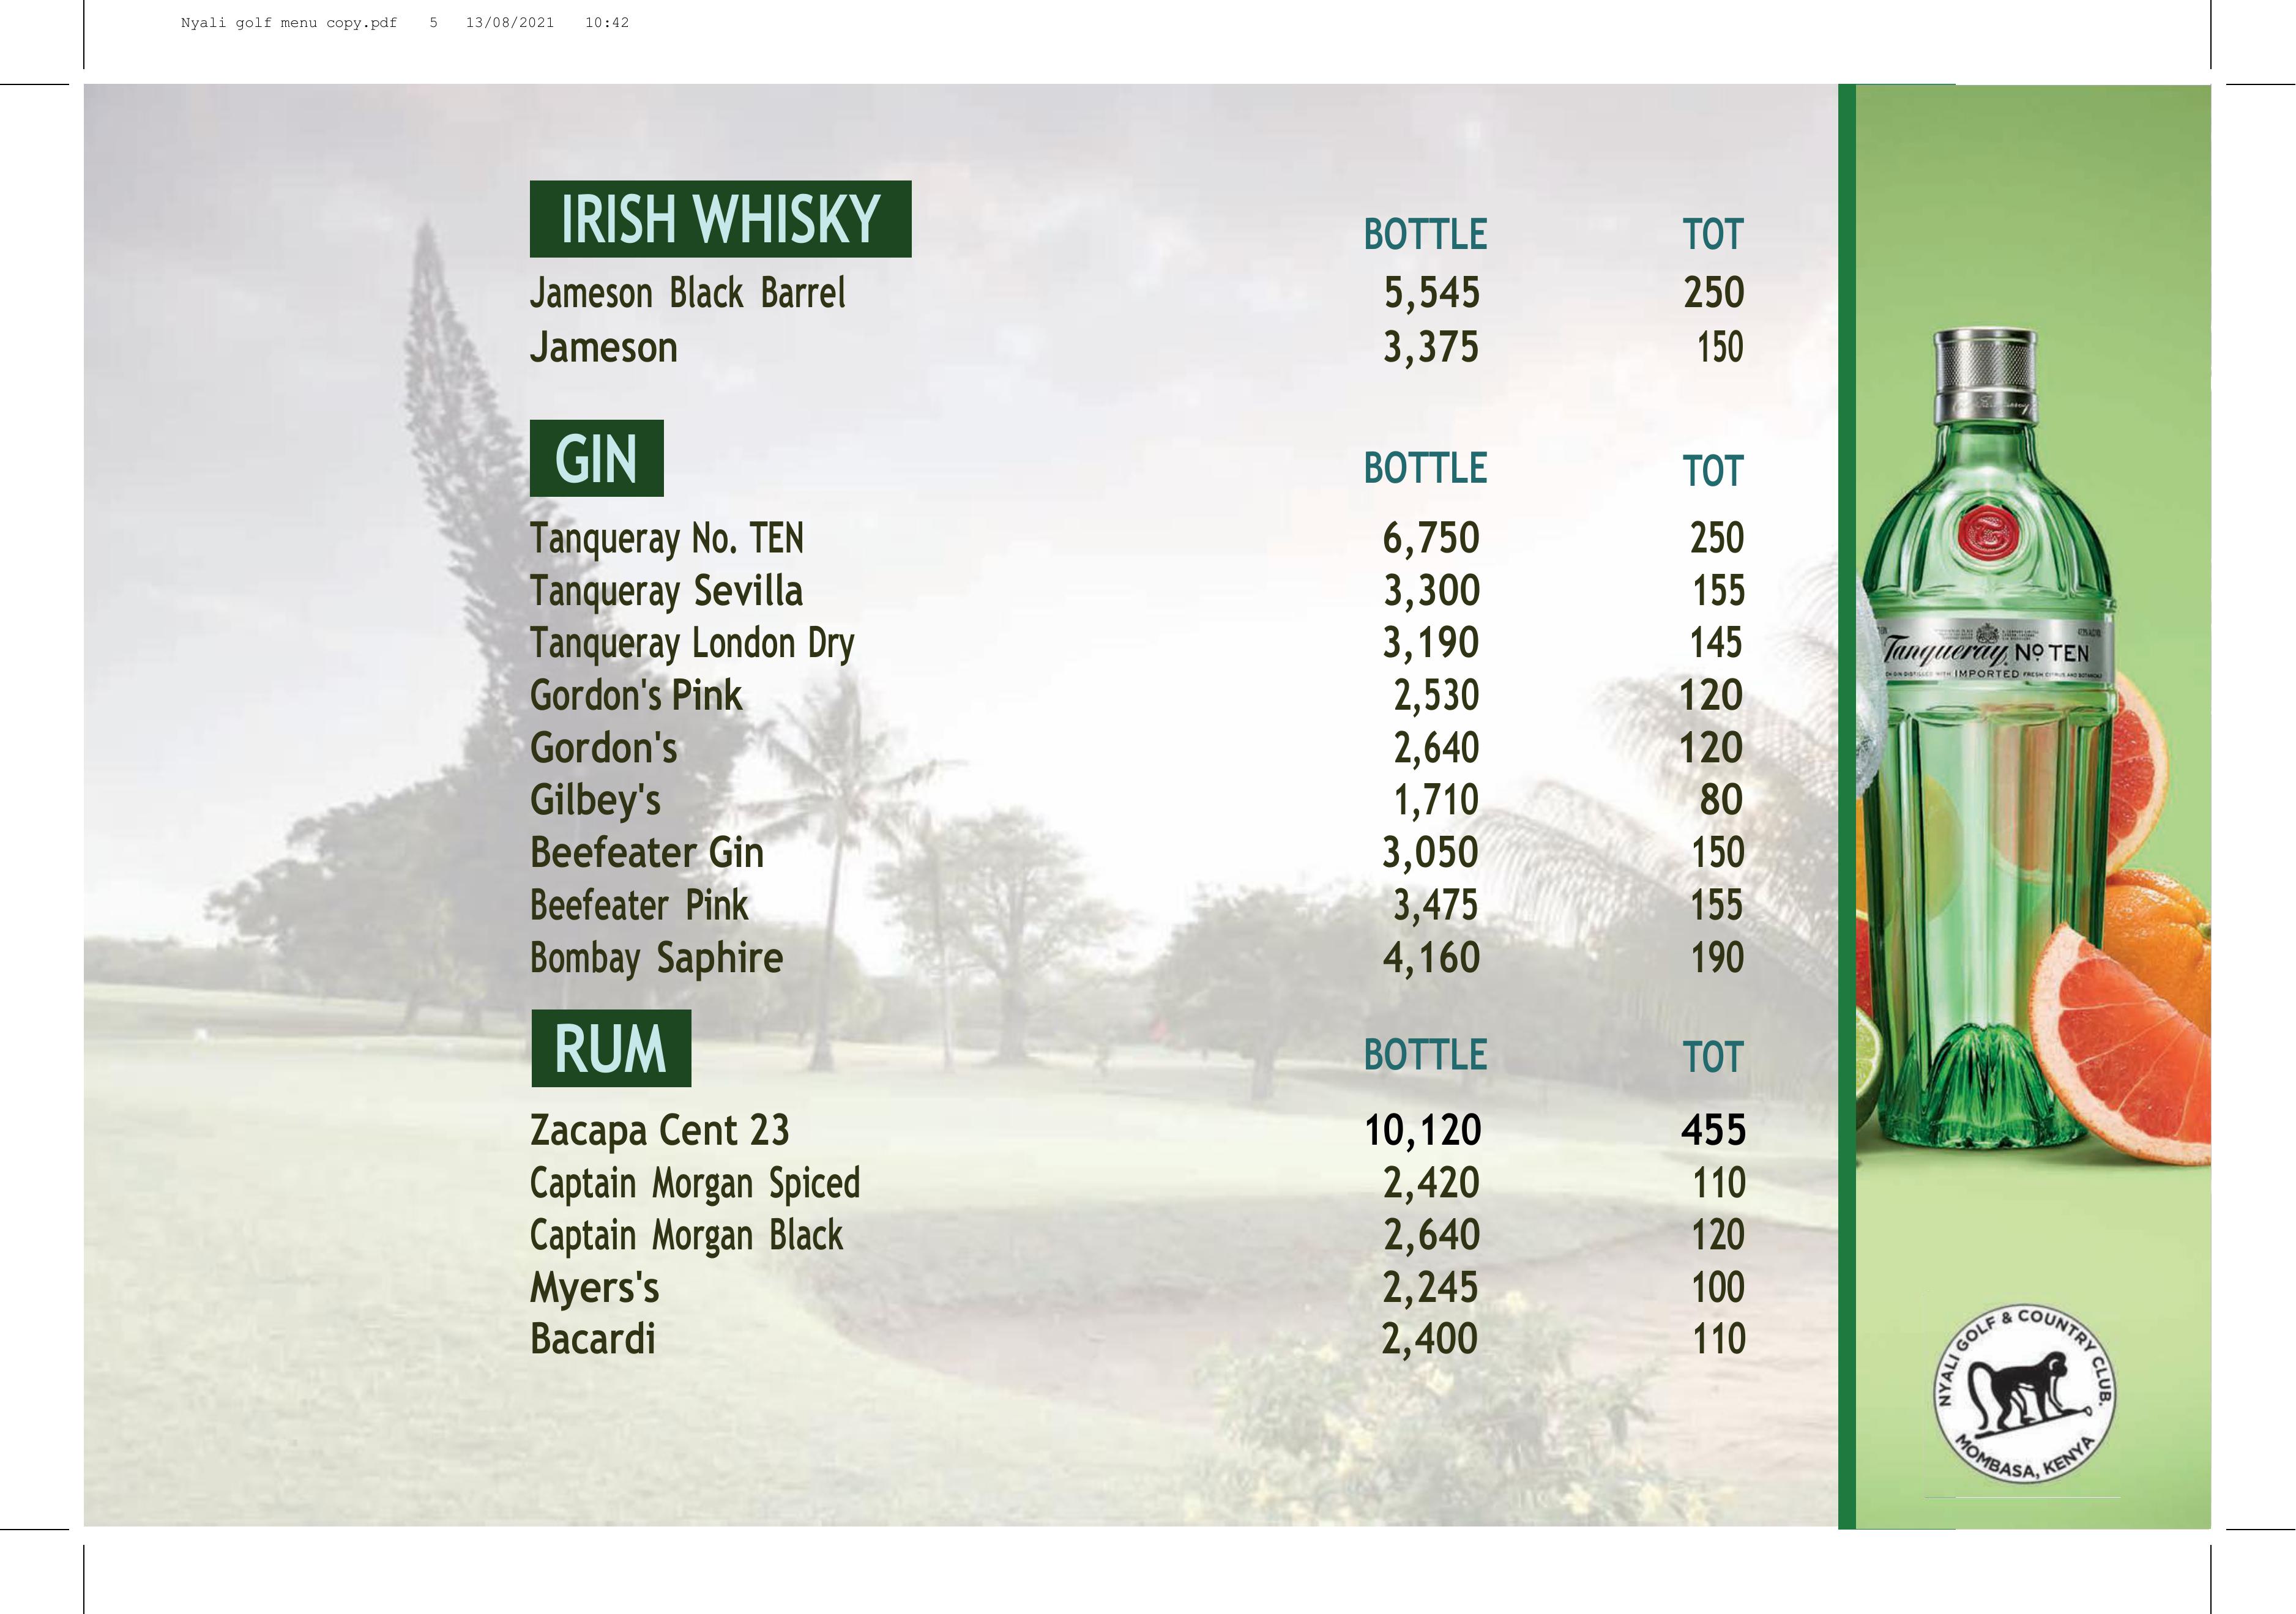 Nyali golf menu copy.pdf 5 13/08/2021 10:42
IRISH WHISKY BOTTLE TOT
Jameson Black Barrel 5,545 250
Jameson 3,375 150
GIN BOTTLE TOT
Tanqueray No. TEN 6,750 250
Tanqueray Sevilla 3,300 155
Tanqueray London Dry 3,190 145
Gordon's Pink 2,530 120
Gordon's 2,640 120
Gilbey's 1,710 80
Beefeater Gin 3,050 150
Beefeater Pink 3,475 155
Bombay Saphire 4,160 190
RUM BOTTLE TOT
Zacapa Cent 23 10,120 455
Captain Morgan Spiced 2,420 110
Captain Morgan Black 2,640 120
Myers's 2,245 100
Bacardi 2,400 110
Tanqueray Nº TEN
IMPORTED
NYALI GOLF & COUNTRY CLUB.
MOMBASA, KENYA